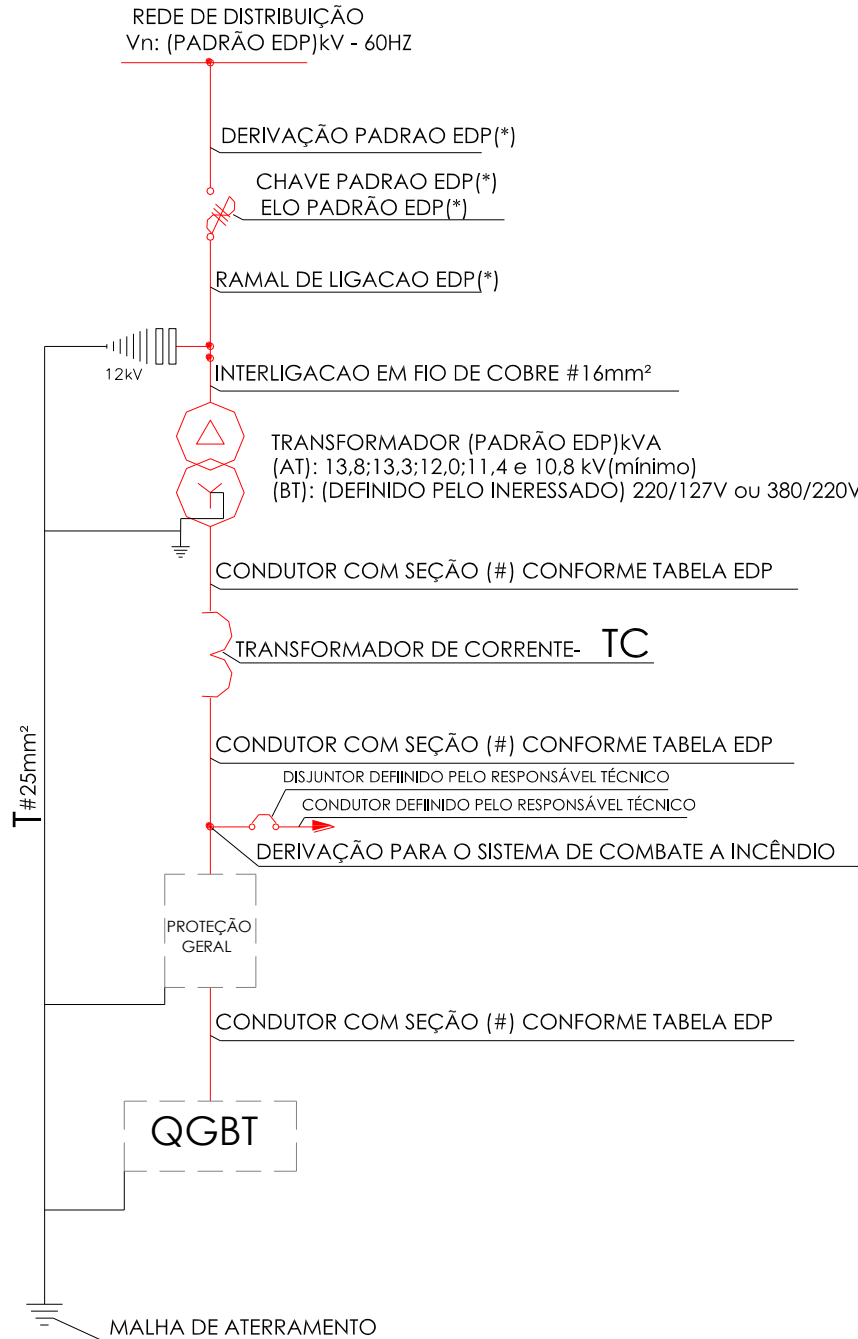 REDE DE DISTRIBUIÇÃO
Vn: (PADRÃO EDP)kV - 60HZ
DERIVAÇÃO PADRAO EDP(*)
CHAVE PADRAO EDP(*)
ELO PADRÃO EDP(*)
RAMAL DE LIGACAO EDP(*)
12kV
INTERLIGACAO EM FIO DE COBRE #16mm²
TRANSFORMADOR (PADRÃO EDP)kVA
(AT): 13,8;13,3;12,0;11,4 e 10,8 kV(mínimo)
(BT): (DEFINIDO PELO INERESSADO) 220/127V ou 380/220V
CONDUTOR COM SEÇÃO (#) CONFORME TABELA EDP
TRANSFORMADOR DE CORRENTE- TC
T#25mm²
CONDUTOR COM SEÇÃO (#) CONFORME TABELA EDP
DISJUNTOR DEFIINIDO PELO RESPONSÁVEL TÉCNICO
CONDUTOR DEFIINIDO PELO RESPONSÁVEL TÉCNICO
DERIVAÇÃO PARA O SISTEMA DE COMBATE A INCÊNDIO
PROTEÇÃO
GERAL
CONDUTOR COM SEÇÃO (#) CONFORME TABELA EDP
QGBT
MALHA DE ATERRAMENTO